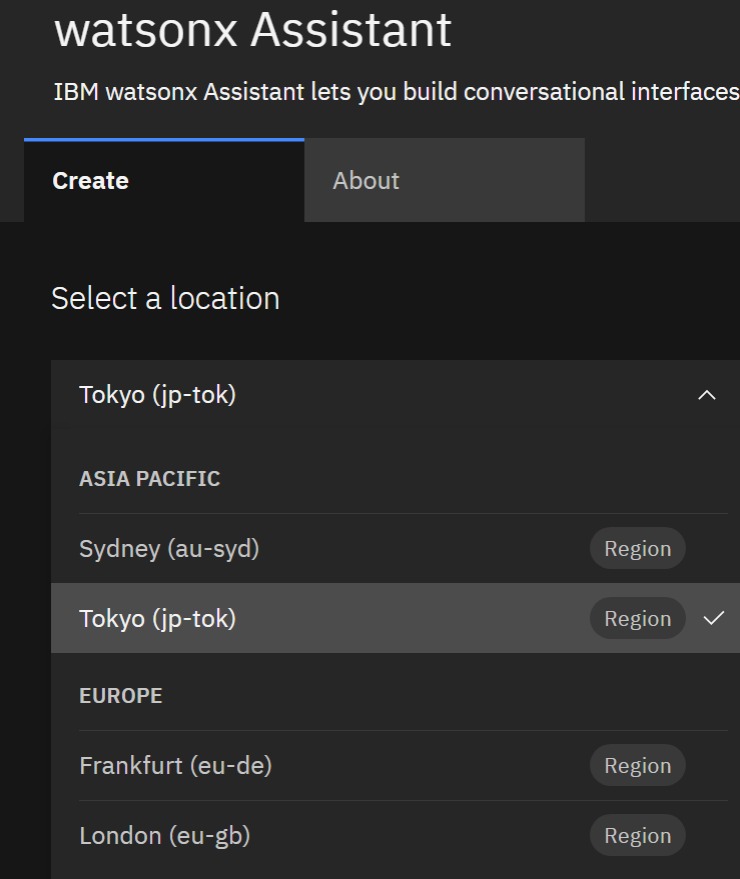 watsonx Assistant
IBM watsonx Assistant lets you build conversational interfaces
Create
About
Select a location
Tokyo (jp-tok)
ASIA PACIFIC
Sydney (au-syd)
Region
Tokyo (jp-tok)
Region
EUROPE
Frankfurt (eu-de)
Region
London (eu-gb)
Region